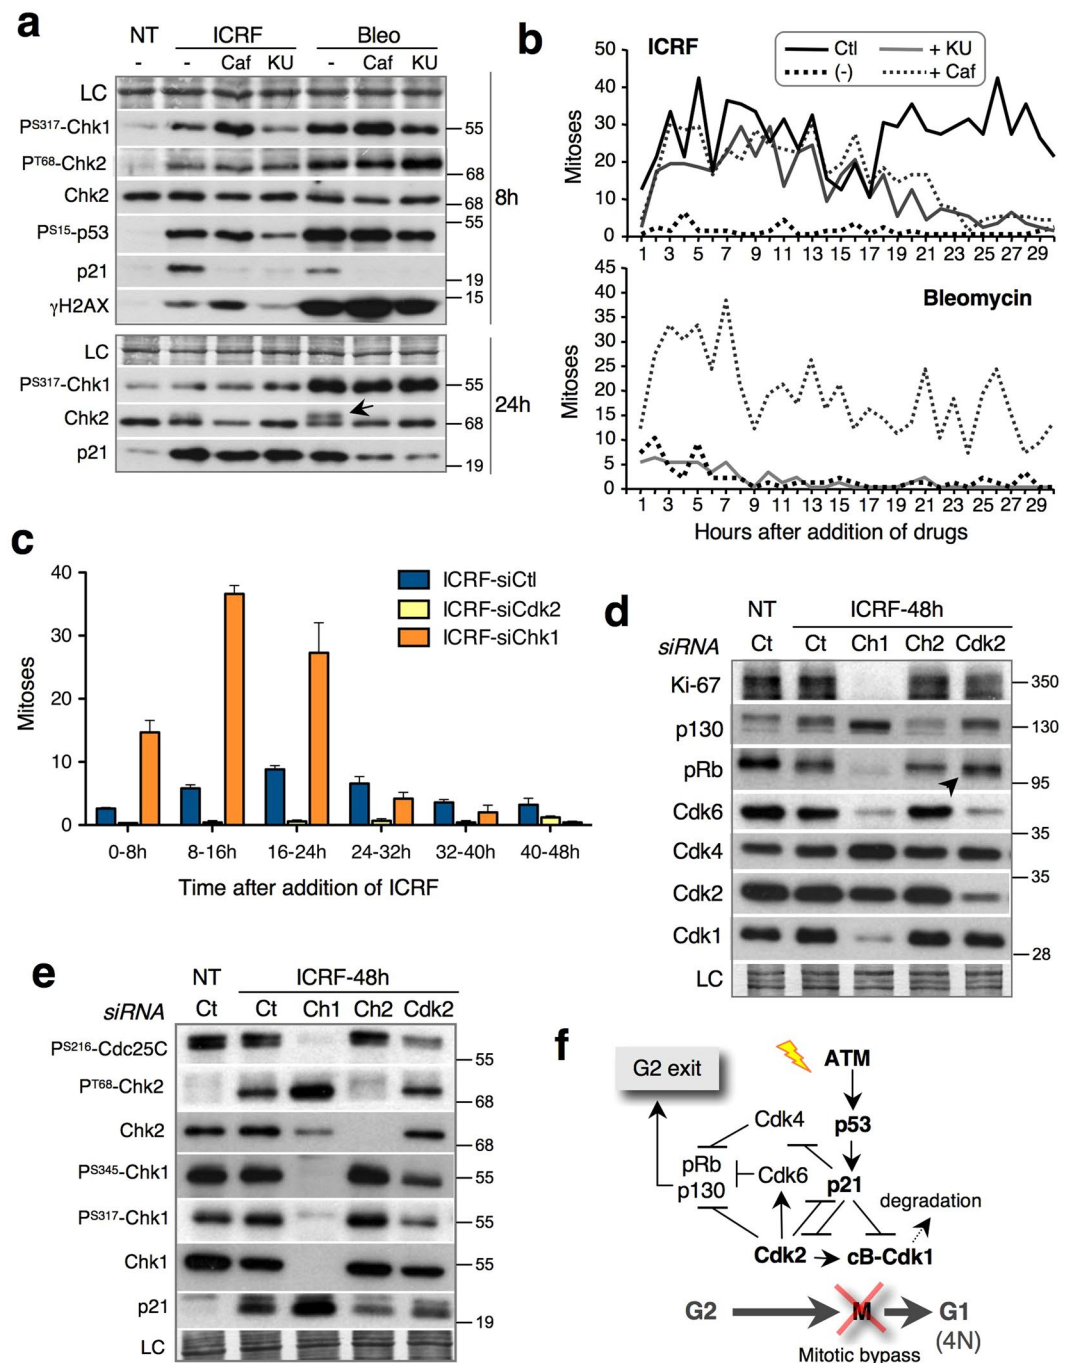 a
NT ICRF Bleo
- - Caf KU - Caf KU
LC
PS317-Chk1 55
PT68-Chk2 68
Chk2 68 8h
PS15-p53 55
p21 19
γH2AX 15
LC
PS317-Chk1 55
Chk2 68 24h
p21 19
b
ICRF
Ctl + KU
(-) + Caf
Mitoses
50
40
30
20
10
0
1 3 5 7 9 11 13 15 17 19 21 23 25 27 29
Bleomycin
Mitoses
45
40
35
30
25
20
15
10
5
0
1 3 5 7 9 11 13 15 17 19 21 23 25 27 29
Hours after addition of drugs
c
ICRF-siCtl
ICRF-siCdk2
ICRF-siChk1
Mitoses
40
30
20
10
0
0-8h 8-16h 16-24h 24-32h 32-40h 40-48h
Time after addition of ICRF
d
NT ICRF-48h
siRNA Ct Ct Ch1 Ch2 Cdk2
Ki-67 350
p130 130
pRb 95
Cdk6 35
Cdk4 35
Cdk2
Cdk1 28
LC
e
NT ICRF-48h
siRNA Ct Ct Ch1 Ch2 Cdk2
PS216-Cdc25C 55
PT68-Chk2 68
Chk2 68
PS345-Chk1 55
PS317-Chk1 55
Chk1 55
p21 19
LC
f
G2 exit
ATM
Cdk4 p53
pRb
p130 Cdk6 p21
degradation
Cdk2 cB-Cdk1
G2 M G1
(4N)
Mitotic bypass